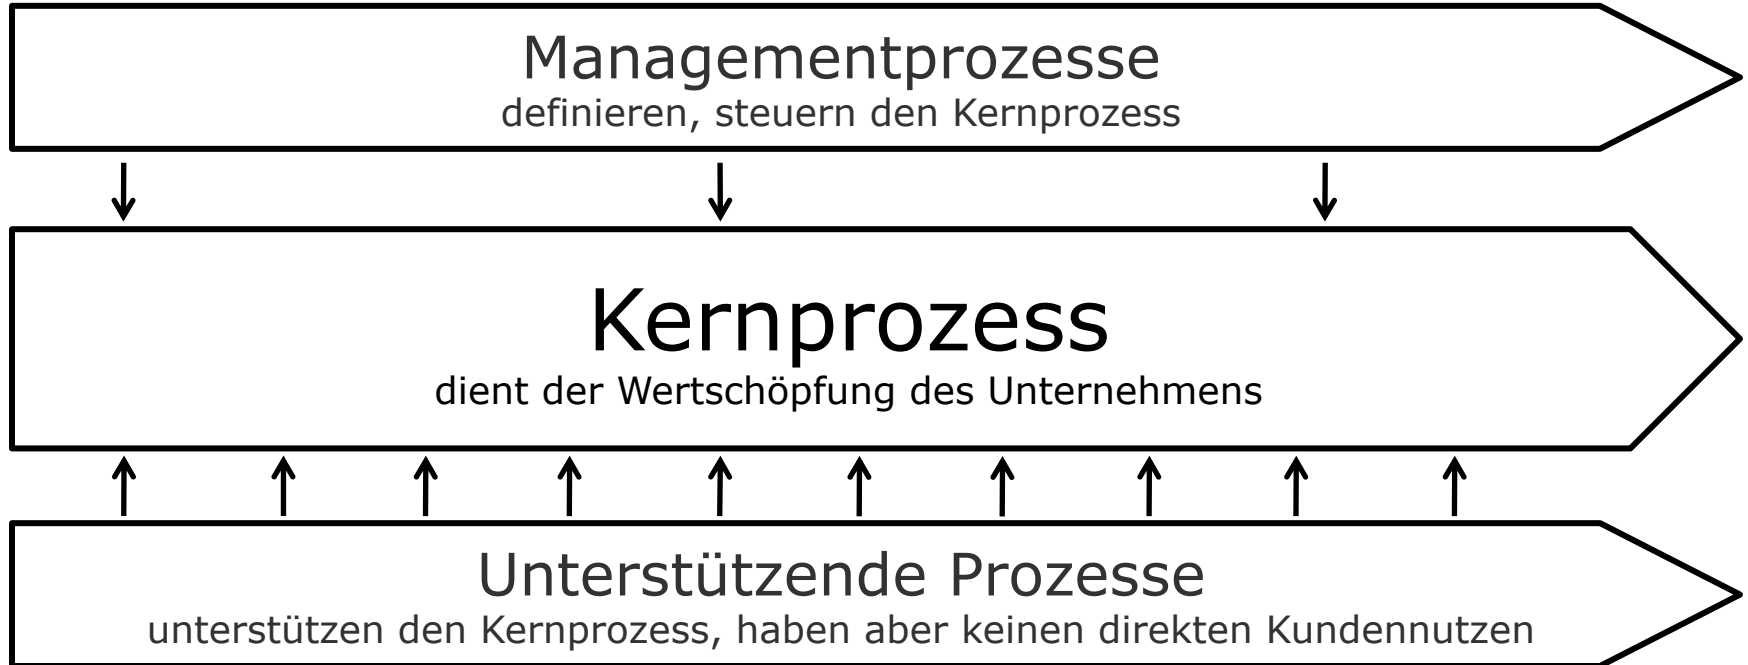 Managementprozesse
definieren, steuern den Kernprozess
Kernprozess
dient der Wertschöpfung des Unternehmens
Unterstützende Prozesse
unterstützen den Kernprozess, haben aber keinen direkten Kundennutzen